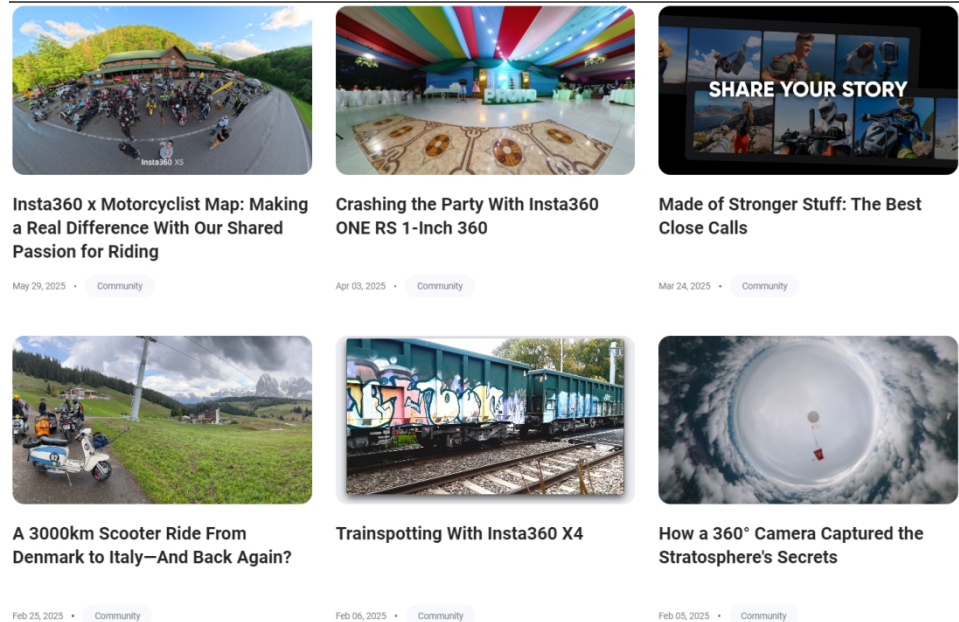 Insta360 X5
PROPS
SHARE YOUR STORY
Insta360 x Motorcyclist Map: Making
a Real Difference With Our Shared
Passion for Riding
Crashing the Party With Insta360
ONE RS 1-Inch 360
Made of Stronger Stuff: The Best
Close Calls
May 29, 2025 • Community
Apr 03, 2025 • Community
Mar 24, 2025 • Community
A 3000km Scooter Ride From
Denmark to Italy—And Back Again?
Trainspotting With Insta360 X4
How a 360° Camera Captured the
Stratosphere's Secrets
Feb 25, 2025 • Community
Feb 06, 2025 • Community
Feb 05, 2025 • Community